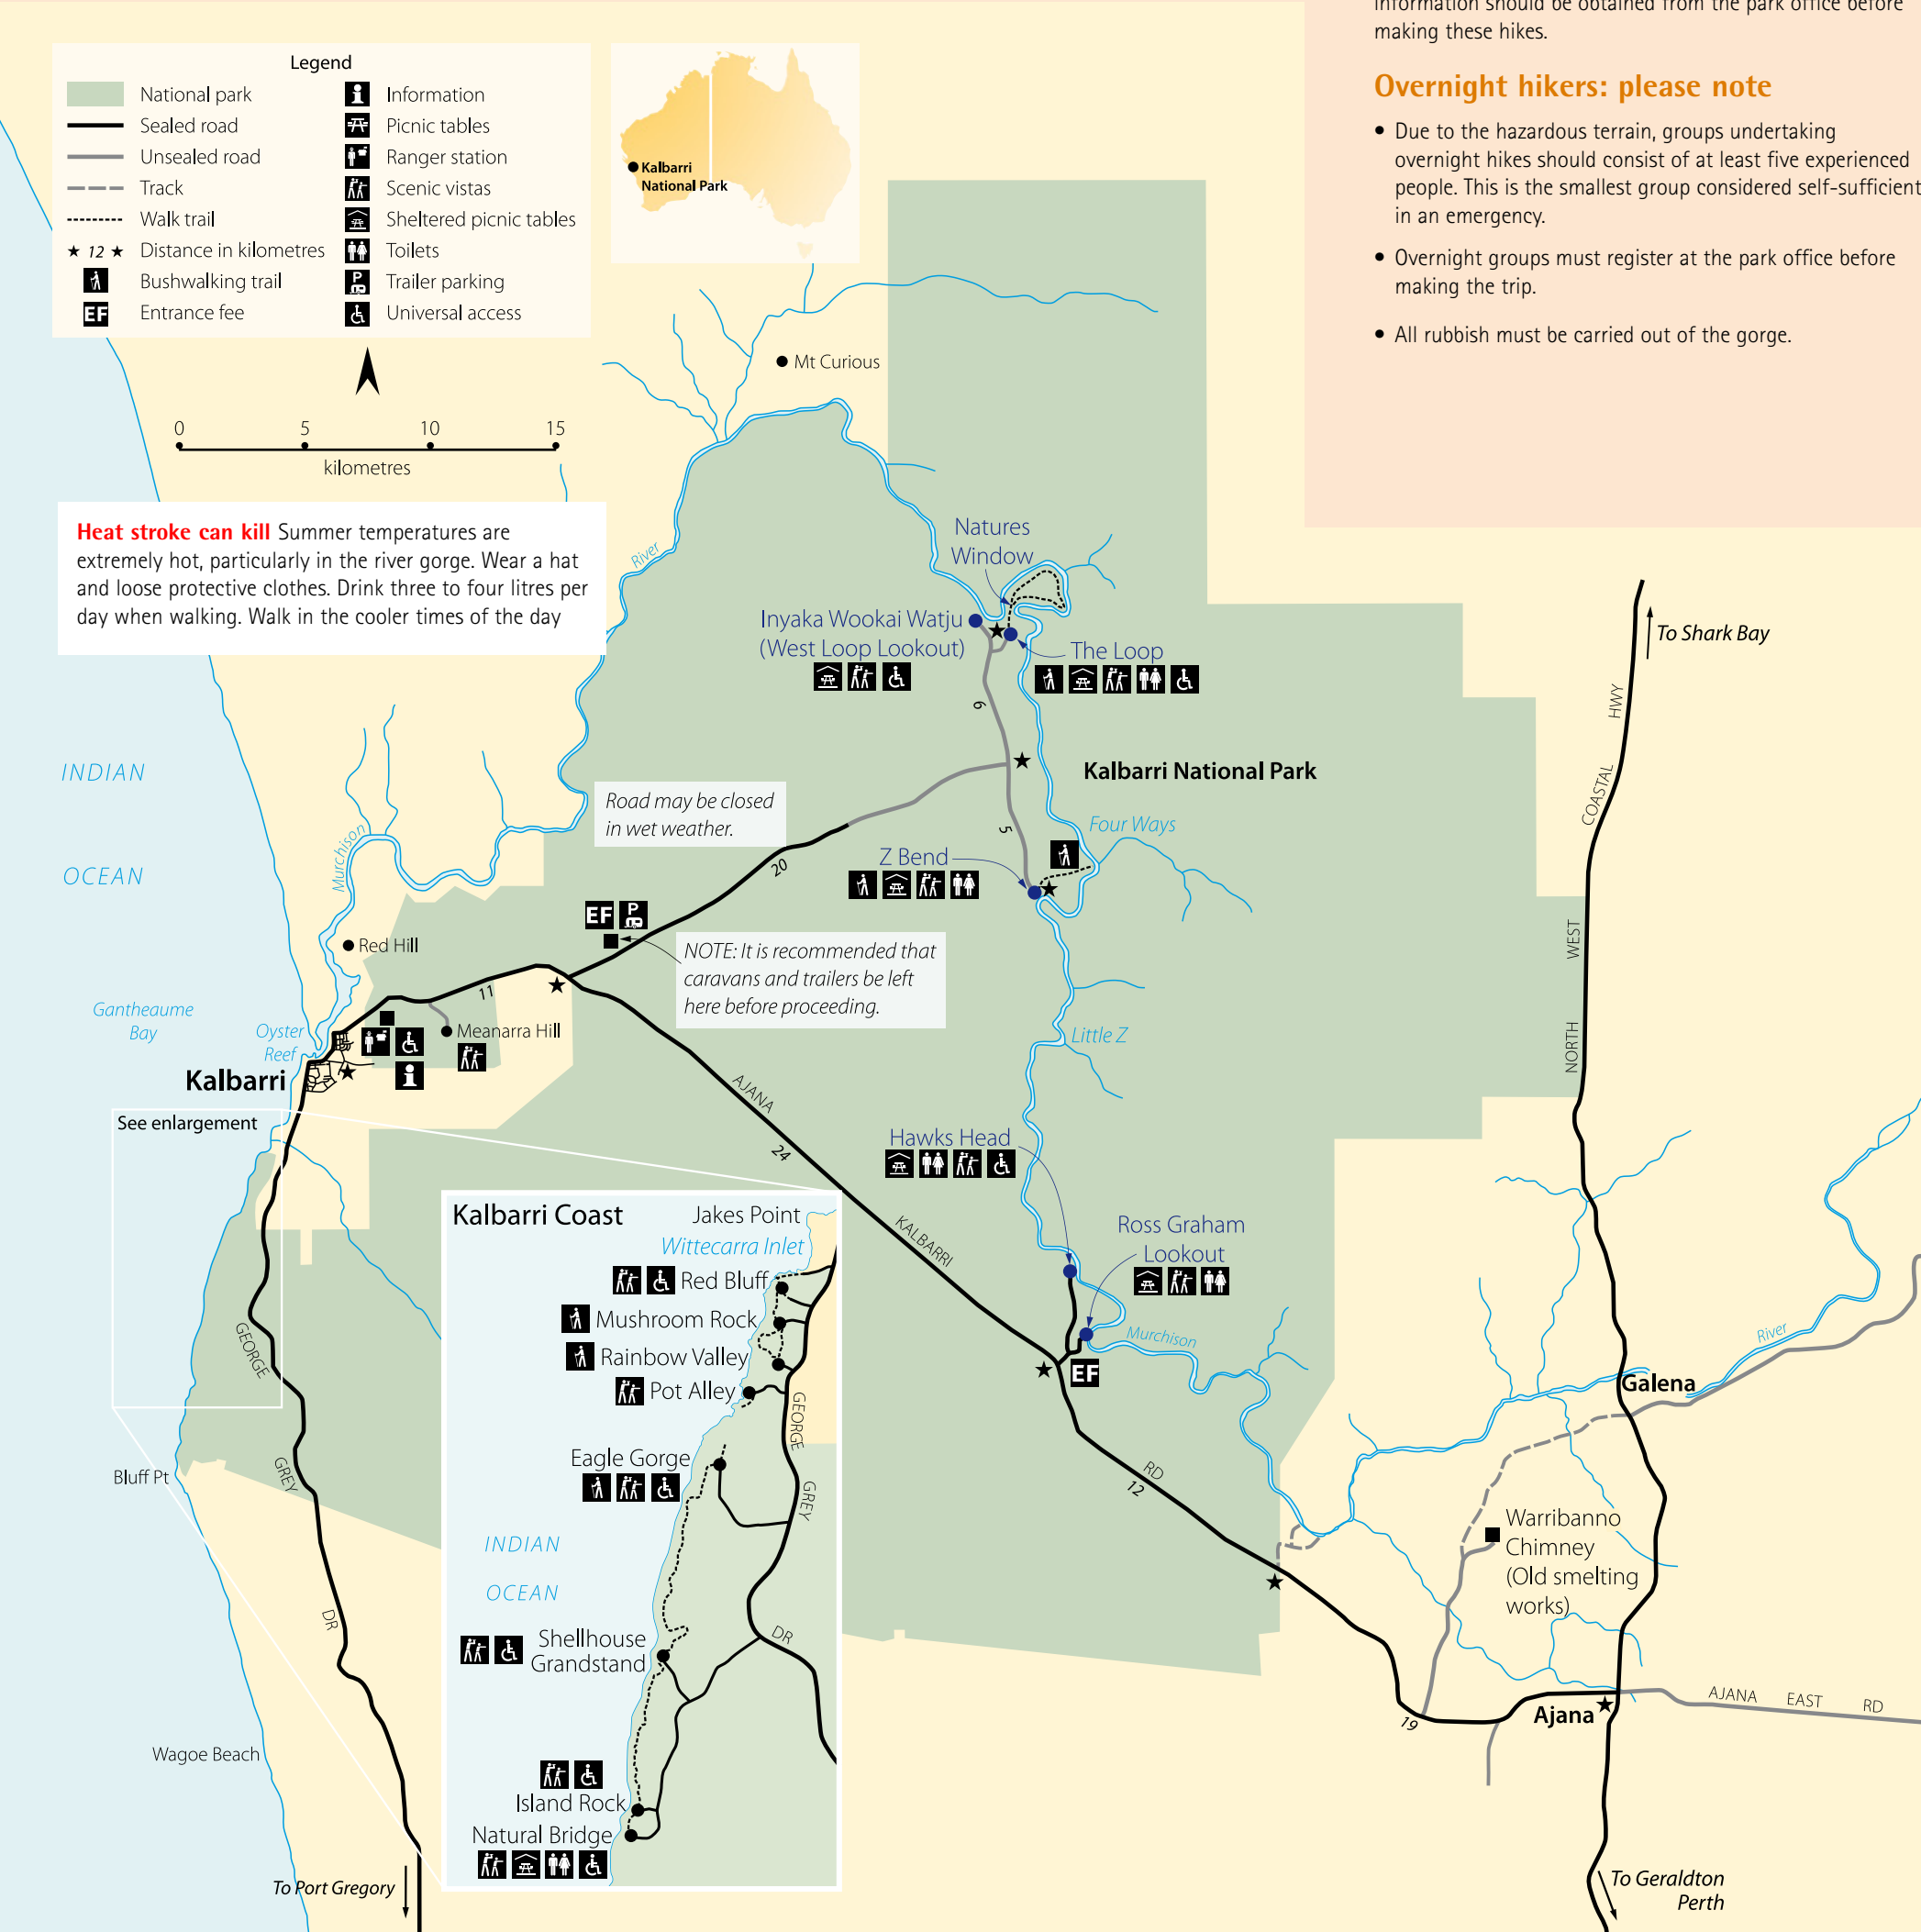 information should be obtained from the park office before
making these hikes.
Overnight hikers: please note
• Due to the hazardous terrain, groups undertaking
overnight hikes should consist of at least five experienced
people. This is the smallest group considered self-sufficient
in an emergency.
• Overnight groups must register at the park office before
making the trip.
• All rubbish must be carried out of the gorge.
Legend
National park
Sealed road
Unsealed road
Track
Walk trail
★ 12 ★ Distance in kilometres
Bushwalking trail
EF Entrance fee
Information
Picnic tables
Ranger station
Scenic vistas
Sheltered picnic tables
Toilets
P Trailer parking
Universal access
Kalbarri
National Park
0 5 10 15
kilometres
Heat stroke can kill Summer temperatures are
extremely hot, particularly in the river gorge. Wear a hat
and loose protective clothes. Drink three to four litres per
day when walking. Walk in the cooler times of the day
Mt Curious
River
Natures
Window
Inyaka Wookai Watju
(West Loop Lookout)
The Loop
6
To Shark Bay
INDIAN
OCEAN
Kalbarri National Park
Road may be closed
in wet weather.
5
Four Ways
Z Bend
20
Murchison
EF P
NOTE: It is recommended that
caravans and trailers be left
here before proceeding.
Red Hill
11
Gantheaume
Bay
Oyster
Reef
Meanarra Hill
Kalbarri
Little Z
NORTH WEST COASTAL HWY
See enlargement
AJANA
24
KALBARRI
RD
12
Hawks Head
Ross Graham
Lookout
EF
Murchison
River
Galena
GEORGE
GREY
DR
Bluff Pt
Wagoe Beach
To Port Gregory
Kalbarri Coast
Jakes Point
Wittecarra Inlet
Red Bluff
Mushroom Rock
Rainbow Valley
Pot Alley
GEORGE
Eagle Gorge
GREY
INDIAN
OCEAN
Shellhouse
Grandstand
DR
Island Rock
Natural Bridge
Warribanno
Chimney
(Old smelting
works)
19
Ajana
AJANA EAST RD
To Geraldton
Perth